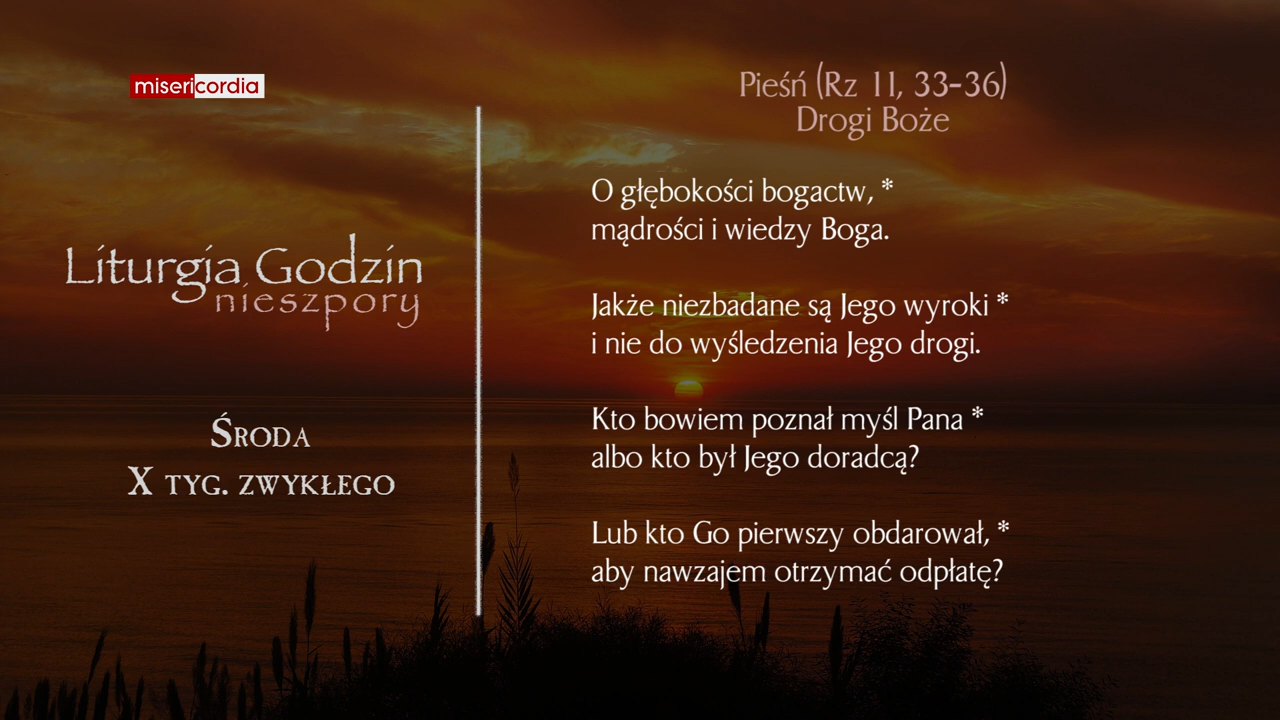 misericordia
Liturgia Godzin
nieszpory
Środa
X tyg. zwykłego
Pieśń (Rz 11, 33-36)
Drogi Boże
O głębokości bogactw, *
mądrości i wiedzy Boga.
Jakże niezbadane są Jego wyroki *
i nie do wyśledzenia Jego drogi.
Kto bowiem poznał myśl Pana *
albo kto był Jego doradcą?
Lub kto Go pierwszy obdarował, *
aby nawzajem otrzymać odpłatę?